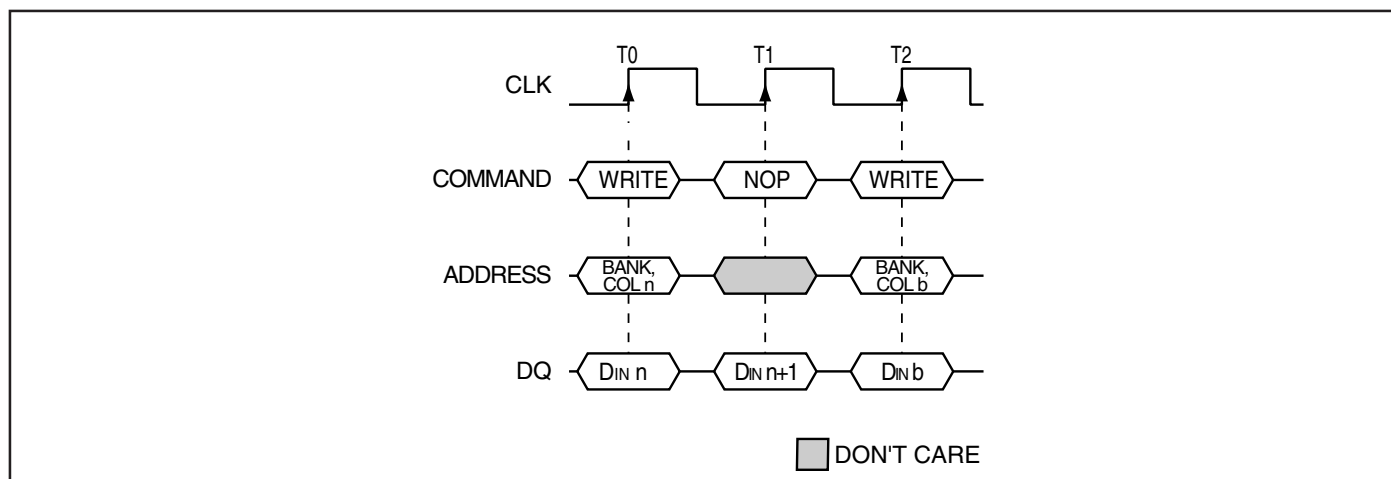 T0 T1 T2
CLK
COMMAND WRITE NOP WRITE
ADDRESS BANK, COL n BANK, COL b
DQ DIN n DIN n+1 DIN b
DON'T CARE